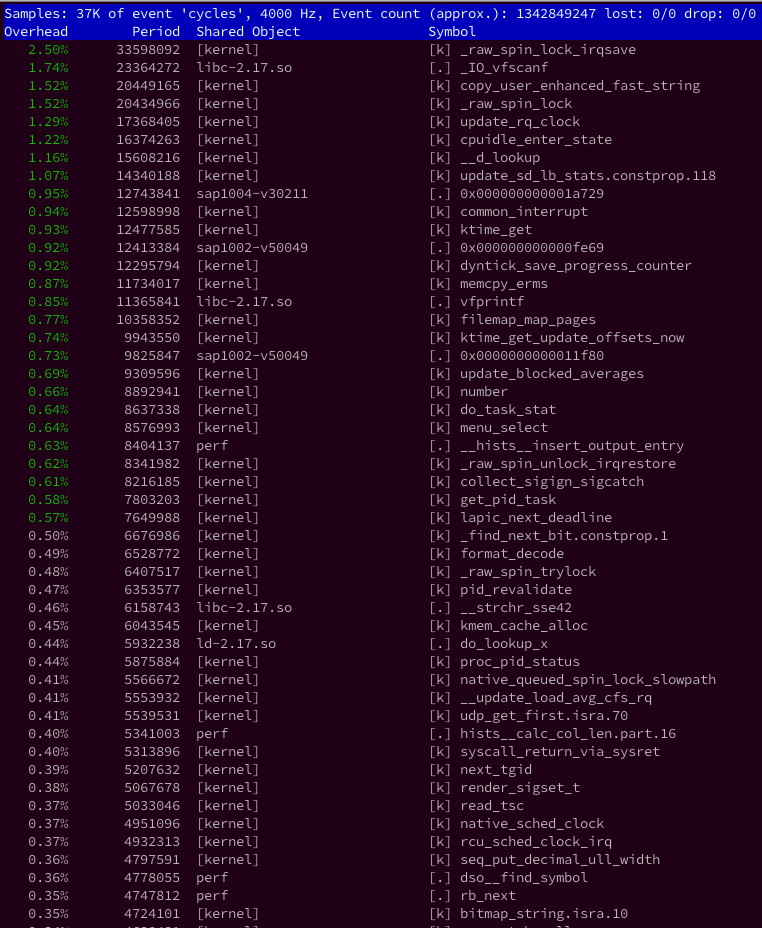 Samples: 37K of event 'cycles', 4000 Hz, Event count (approx.): 1342849247 lost: 0/0 drop: 0/0
Overhead Period Shared Object Symbol
2.50% 33598092 [kernel] [k] _raw_spin_lock_irqsave
1.74% 23364272 libc-2.17.so [.] _IO_vfscanf
1.52% 20449165 [kernel] [k] copy_user_enhanced_fast_string
1.52% 20434966 [kernel] [k] _raw_spin_lock
1.29% 17368405 [kernel] [k] update_rq_clock
1.22% 16374263 [kernel] [k] cpuidle_enter_state
1.16% 15608216 [kernel] [k] __d_lookup
1.07% 14340188 [kernel] [k] update_sd_lb_stats.constprop.118
0.95% 12743841 sap1004-v30211 [.] 0x000000000001a729
0.94% 12598998 [kernel] [k] common_interrupt
0.93% 12477585 [kernel] [k] ktime_get
0.92% 12413384 sap1002-v50049 [.] 0x000000000000fe69
0.92% 12295794 [kernel] [k] dyntick_save_progress_counter
0.87% 11734017 [kernel] [k] memcpy_erms
0.85% 11365841 libc-2.17.so [.] vfprintf
0.77% 10358352 [kernel] [k] filemap_map_pages
0.74% 9943550 [kernel] [k] ktime_get_update_offsets_now
0.73% 9825847 sap1002-v50049 [.] 0x0000000000011f80
0.69% 9309596 [kernel] [k] update_blocked_averages
0.66% 8892941 [kernel] [k] number
0.64% 8637338 [kernel] [k] do_task_stat
0.64% 8576993 [kernel] [k] menu_select
0.63% 8404137 perf [.] __hists__insert_output_entry
0.62% 8341982 [kernel] [k] _raw_spin_unlock_irqrestore
0.61% 8216185 [kernel] [k] collect_sigign_sigcatch
0.58% 7803203 [kernel] [k] get_pid_task
0.57% 7649988 [kernel] [k] lapic_next_deadline
0.50% 6676986 [kernel] [k] _find_next_bit.constprop.1
0.49% 6528772 [kernel] [k] format_decode
0.48% 6407517 [kernel] [k] _raw_spin_trylock
0.47% 6353577 [kernel] [k] pid_revalidate
0.46% 6158743 libc-2.17.so [.] __strchr_sse42
0.45% 6043545 [kernel] [k] kmem_cache_alloc
0.44% 5932238 ld-2.17.so [.] do_lookup_x
0.44% 5875884 [kernel] [k] proc_pid_status
0.41% 5566672 [kernel] [k] native_queued_spin_lock_slowpath
0.41% 5553932 [kernel] [k] __update_load_avg_cfs_rq
0.41% 5539531 [kernel] [k] udp_get_first.isra.70
0.40% 5341003 perf [.] hists__calc_col_len.part.16
0.40% 5313896 [kernel] [k] syscall_return_via_sysret
0.39% 5207632 [kernel] [k] next_tgid
0.38% 5067678 [kernel] [k] render_sigset_t
0.37% 5033046 [kernel] [k] read_tsc
0.37% 4951096 [kernel] [k] native_sched_clock
0.37% 4932313 [kernel] [k] rcu_sched_clock_irq
0.36% 4797591 [kernel] [k] seq_put_decimal_ull_width
0.36% 4778055 perf [.] dso__find_symbol
0.35% 4747812 perf [.] rb_next
0.35% 4724101 [kernel] [k] bitmap_string.isra.10